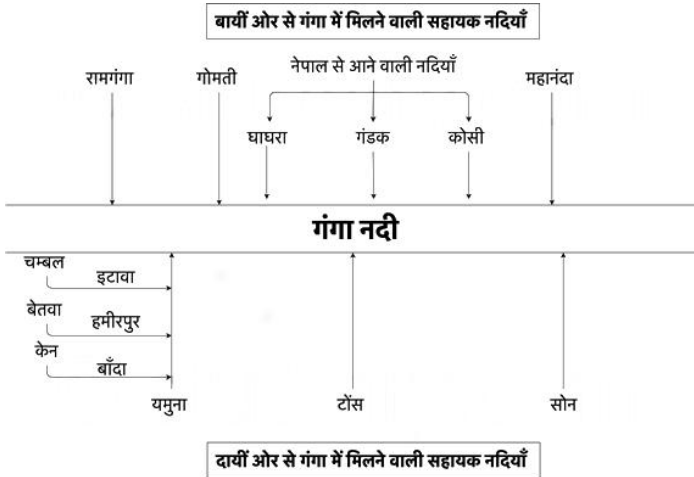 बायीं ओर से गंगा में मिलने वाली सहायक नदियाँ
रामगंगा गोमती नेपाल से आने वाली नदियाँ महानंदा
घाघरा गंडक कोसी
गंगा नदी
चम्बल
इटावा
बेतवा
हमीरपुर
केन
बाँदा
यमुना टोंस सोन
दायीं ओर से गंगा में मिलने वाली सहायक नदियाँ